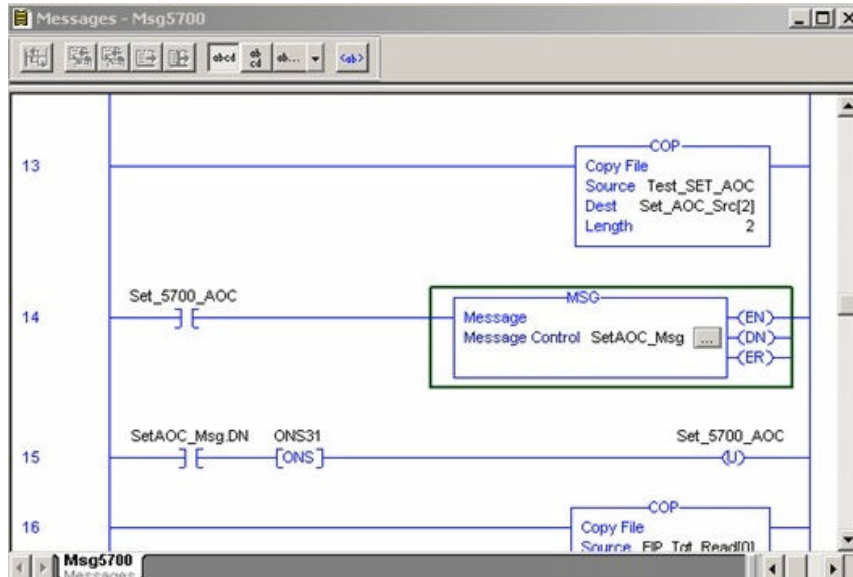 Messages - Msg5700
abcd
ab
cd
ab...
<ab>
13
COP
Copy File
Source Test_SET_AOC
Dest Set_AOC_Src[2]
Length 2
Set_5700_AOC
14
MSG
Message
Message Control SetAOC_Msg ...
EN
DN
ER
SetAOC_Msg.DN ONS31 Set_5700_AOC
15
ONS
U
16
COP
Copy File
Source EIP_Tgt_Read[0]
Msg5700
Messages